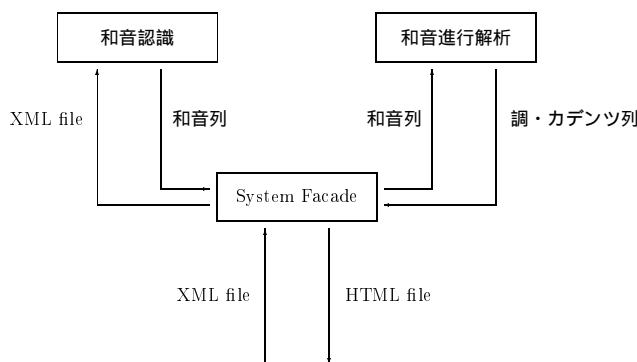 和音認識
和音進行解析
XML file
和音列
和音列
調・カデンツ列
System Facade
XML file
HTML file